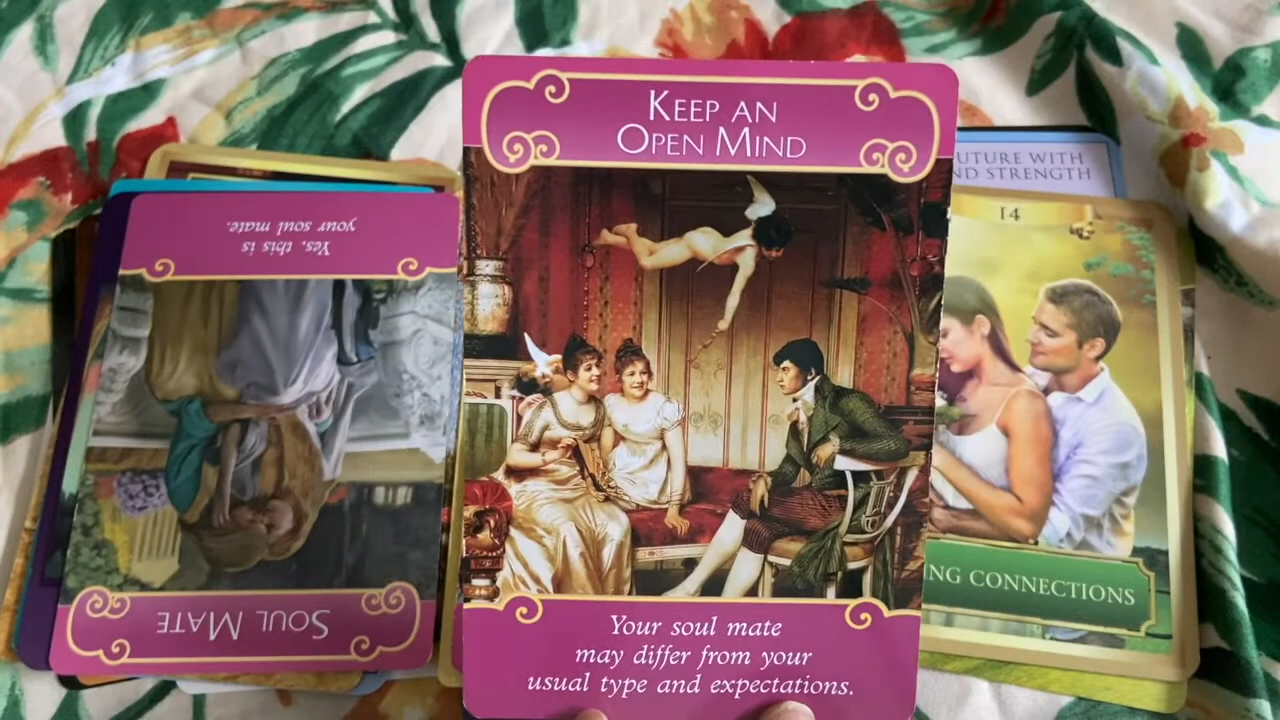 KEEP AN
OPEN MIND
Your soul mate
may differ from your
usual type and expectations.
Yes, this is
your soul mate.
SOUL MATE
UTURE WITH
ND STRENGTH
14
NG CONNECTIONS